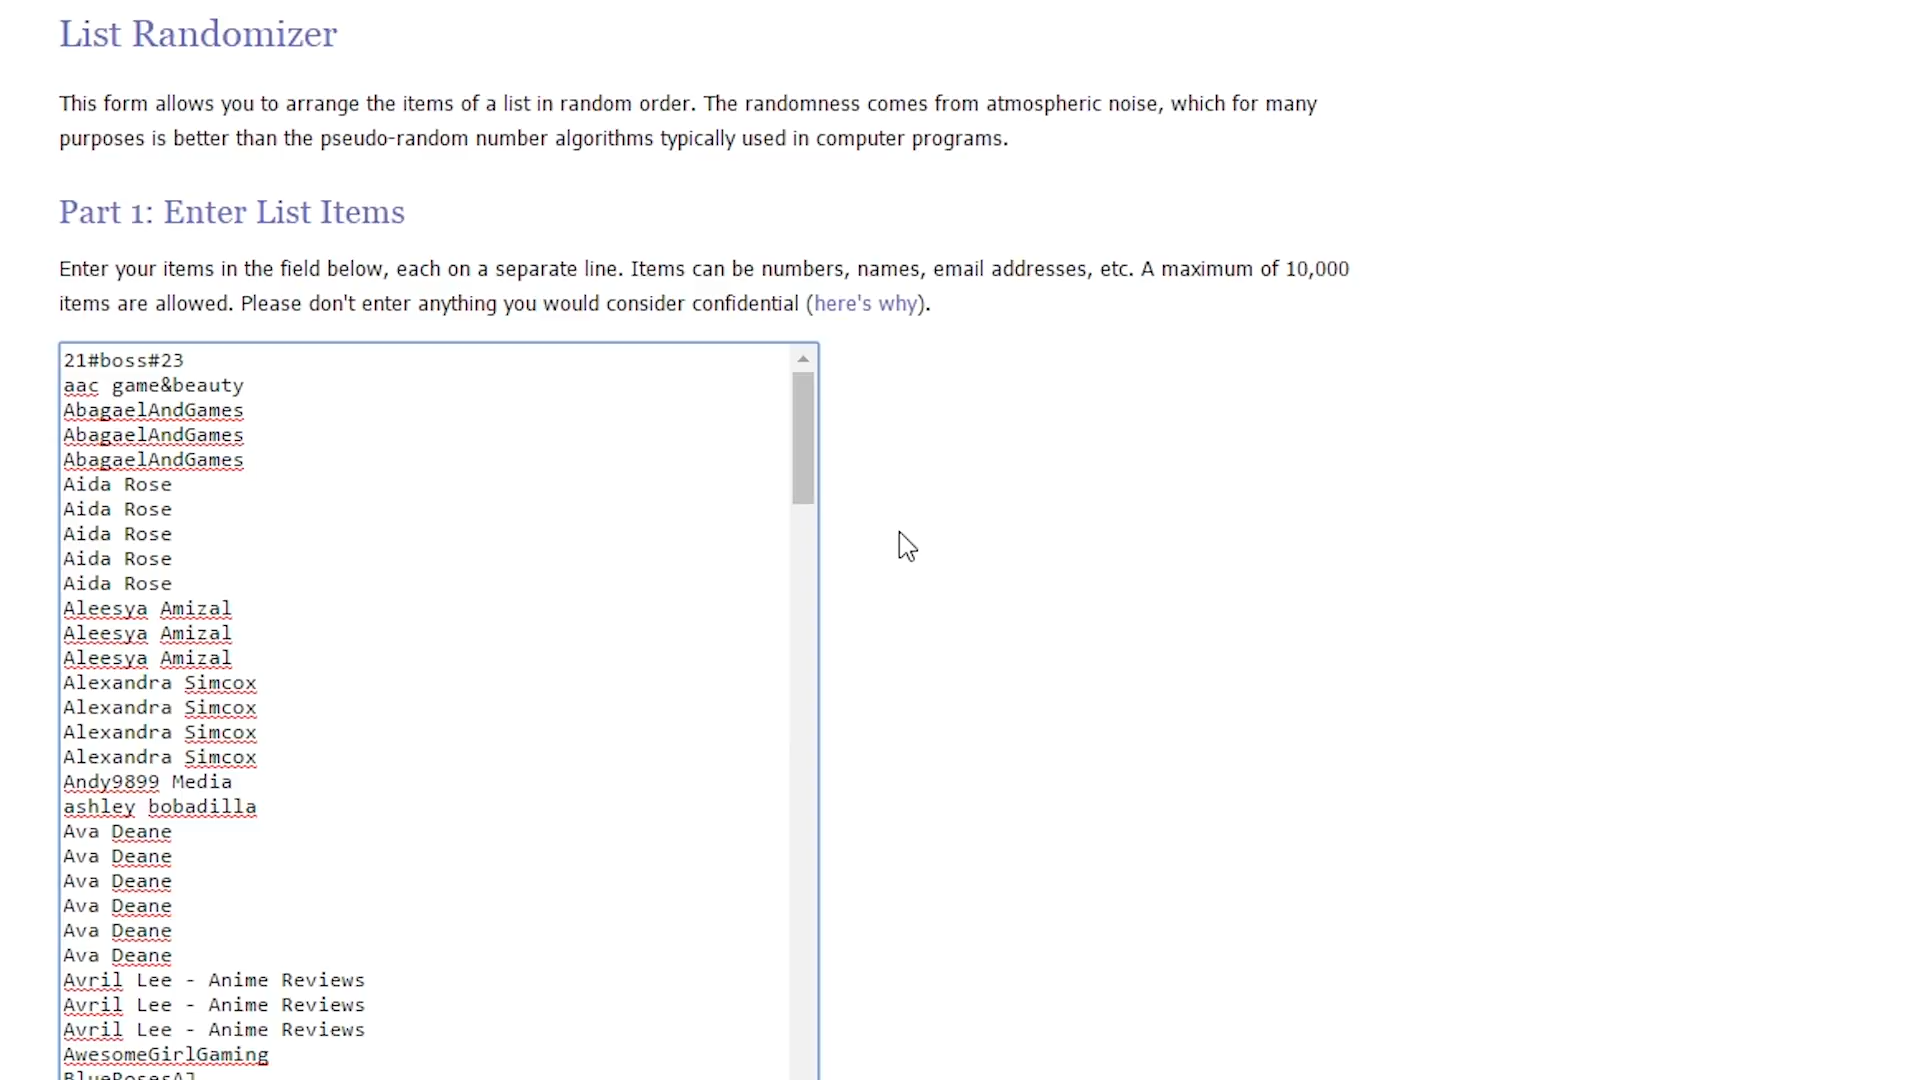 List Randomizer
This form allows you to arrange the items of a list in random order. The randomness comes from atmospheric noise, which for many
purposes is better than the pseudo-random number algorithms typically used in computer programs.
Part 1: Enter List Items
Enter your items in the field below, each on a separate line. Items can be numbers, names, email addresses, etc. A maximum of 10,000
items are allowed. Please don't enter anything you would consider confidential (here's why).
21#boss#23
aac game&beauty
AbagaelAndGames
AbagaelAndGames
AbagaelAndGames
Aida Rose
Aida Rose
Aida Rose
Aida Rose
Aida Rose
Aleesya Amizal
Aleesya Amizal
Aleesya Amizal
Alexandra Simcox
Alexandra Simcox
Alexandra Simcox
Alexandra Simcox
Andy9899 Media
ashley bobadilla
Ava Deane
Ava Deane
Ava Deane
Ava Deane
Ava Deane
Ava Deane
Avril Lee - Anime Reviews
Avril Lee - Anime Reviews
Avril Lee - Anime Reviews
AwesomeGirlGaming